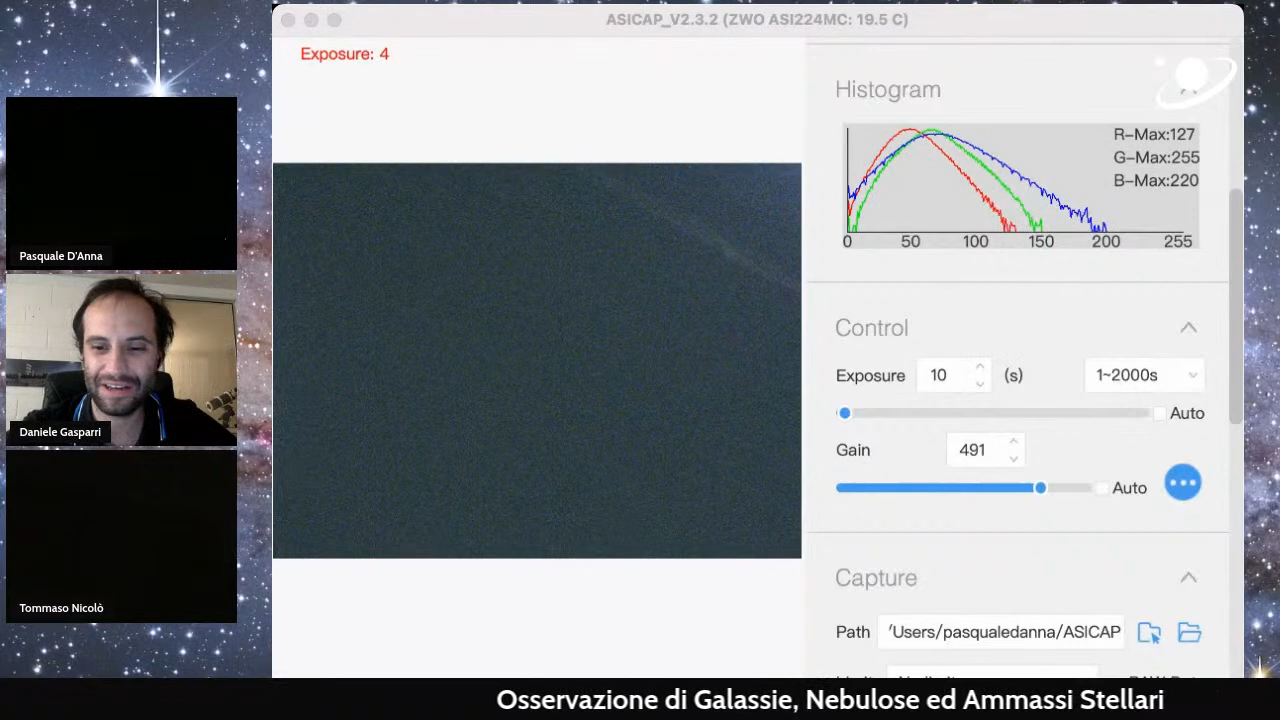 ASICAP_V2.3.2 (ZWO ASI224MC: 19.5 C)
Exposure: 4
Histogram
R-Max:127
G-Max:255
B-Max:220
0 50 100 150 200 255
Control
Exposure 10 (s) 1~2000s
Auto
Gain 491
Auto
Capture
Path /Users/pasqualedanna/ASICAP
Pasquale D'Anna
Daniele Gasparri
Tommaso Nicolò
Osservazione di Galassie, Nebulose ed Ammassi Stellari